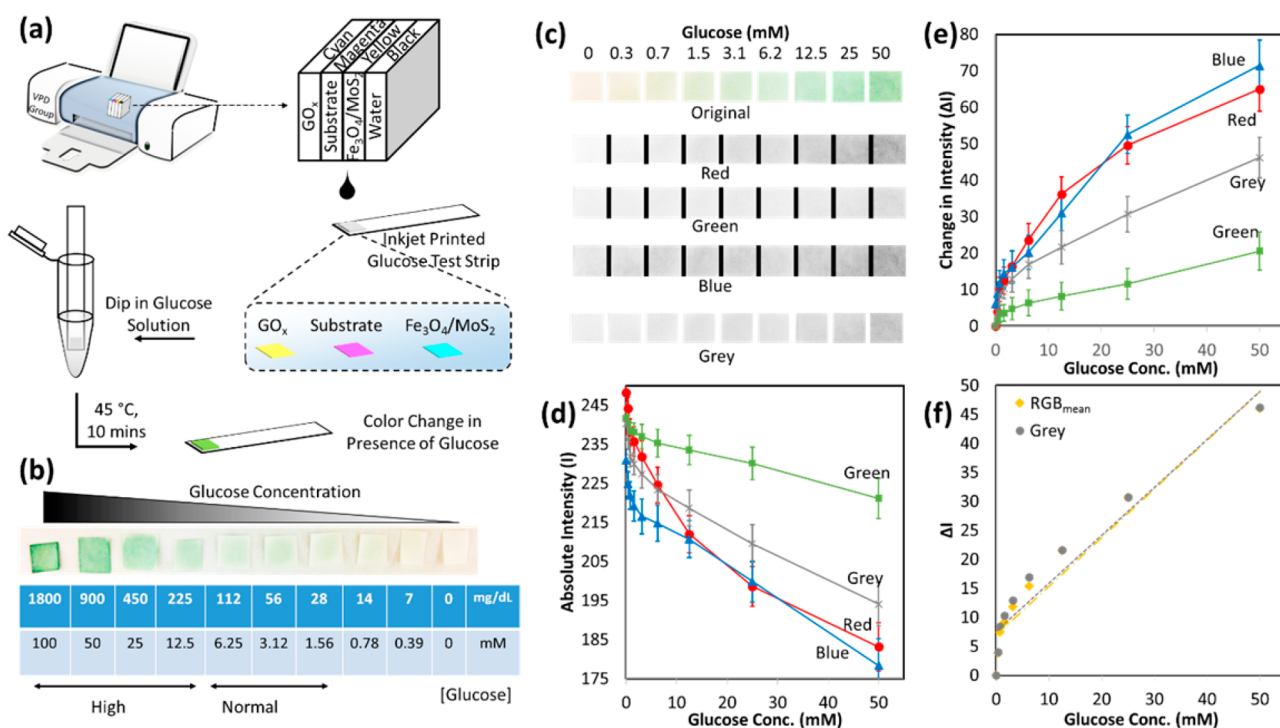 (a)
VPD
Group
Cyan
Magenta
Yellow
Black
GOₓ
Substrate
Fe₃O₄/MoS₂
Water
Inkjet Printed
Glucose Test Strip
Dip in Glucose
Solution
GOₓ Substrate Fe₃O₄/MoS₂
45 °C,
10 mins
Color Change in
Presence of Glucose
(b)
Glucose Concentration
1800 900 450 225 112 56 28 14 7 0 mg/dL
100 50 25 12.5 6.25 3.12 1.56 0.78 0.39 0 mM
High Normal [Glucose]
(c)
Glucose (mM)
0 0.3 0.7 1.5 3.1 6.2 12.5 25 50
Original
Red
Green
Blue
Grey
(d)
Absolute Intensity (I)
245
235
225
215
205
195
185
175
Green
Grey
Red
Blue
0 10 20 30 40 50
Glucose Conc. (mM)
(e)
Change in Intensity (ΔI)
80
70
60
50
40
30
20
10
0
Blue
Red
Grey
Green
0 10 20 30 40 50
Glucose Conc. (mM)
(f)
ΔI
50
45
40
35
30
25
20
15
10
5
0
RGBmean
Grey
0 10 20 30 40 50
Glucose Conc. (mM)